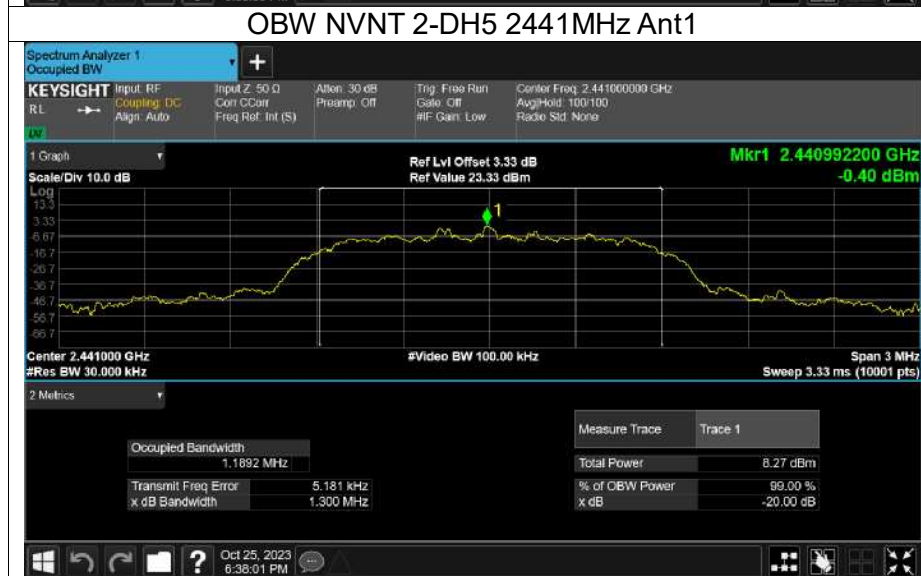 OBW NVNT 2-DH5 2441MHz Ant1
Spectrum Analyzer 1
Occupied BW
+
KEYSIGHT Input: RF Input Z: 50 Ω Atten: 30 dB Trig: Free Run Center Freq: 2.441000000 GHz
RL Coupling: DC Corr CCorr Preamp: Off Gate: Off Avg|Hold: 100/100
Align: Auto Freq Ref: Int (S) #IF Gain: Low Radio Std: None
1 Graph Ref Lvl Offset 3.33 dB Mkr1 2.440992200 GHz
Scale/Div 10.0 dB Ref Value 23.33 dBm -0.40 dBm
Log
13.3
3.33
-6.67
-16.7
-26.7
-36.7
-46.7
-56.7
-66.7
1
Center 2.441000 GHz #Video BW 100.00 kHz Span 3 MHz
#Res BW 30.000 kHz Sweep 3.33 ms (10001 pts)
2 Metrics
Measure Trace Trace 1
Occupied Bandwidth
1.1892 MHz Total Power 8.27 dBm
Transmit Freq Error 5.181 kHz % of OBW Power 99.00 %
x dB Bandwidth 1.300 MHz x dB -20.00 dB
? Oct 25, 2023
6:38:01 PM